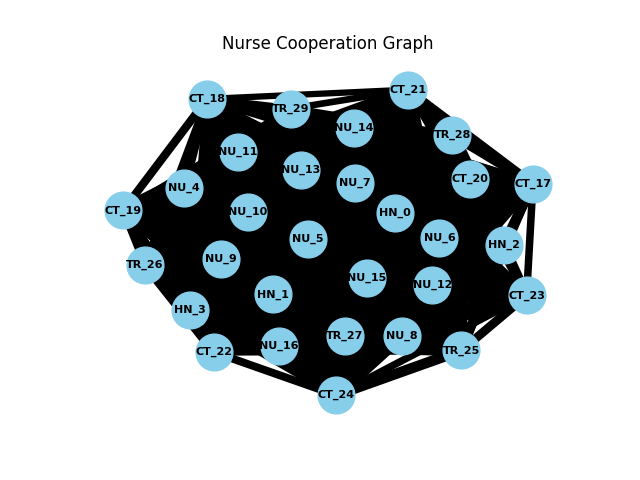 Nurse Cooperation Graph
CT_21
CT_18
TR_29
NU_14
TR_28
NU_11
NU_13
CT_20
NU_7
CT_17
NU_4
CT_19
NU_10
HN_0
NU_5
NU_6
HN_2
NU_9
TR_26
NU_15
NU_12
HN_1
CT_23
HN_3
TR_27
NU_8
NU_16
TR_25
CT_22
CT_24